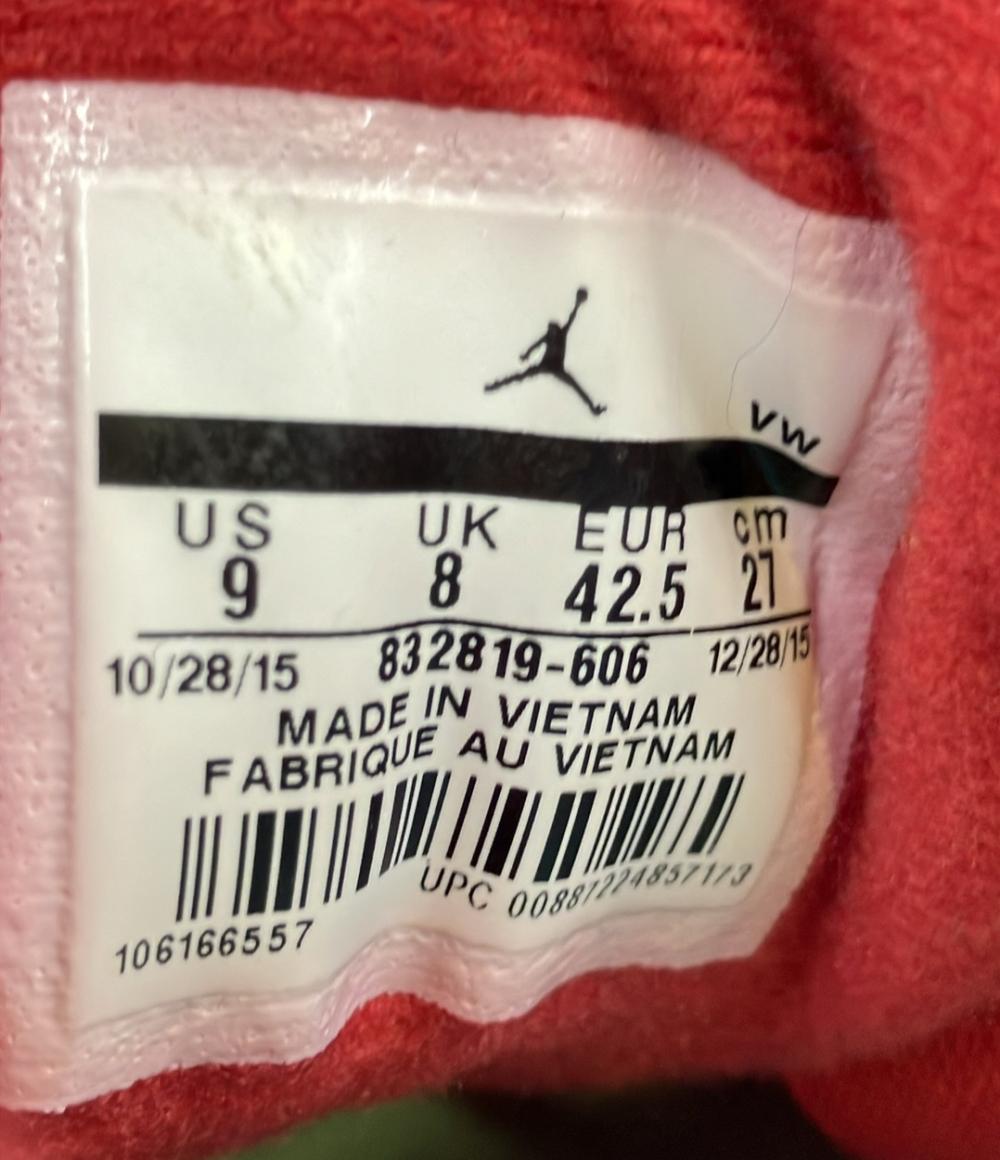 VW
US UK EUR cm
9 8 42.5 27
10/28/15 832819-606 12/28/15
MADE IN VIETNAM
FABRIQUE AU VIETNAM
UPC 00887224857173
106166557